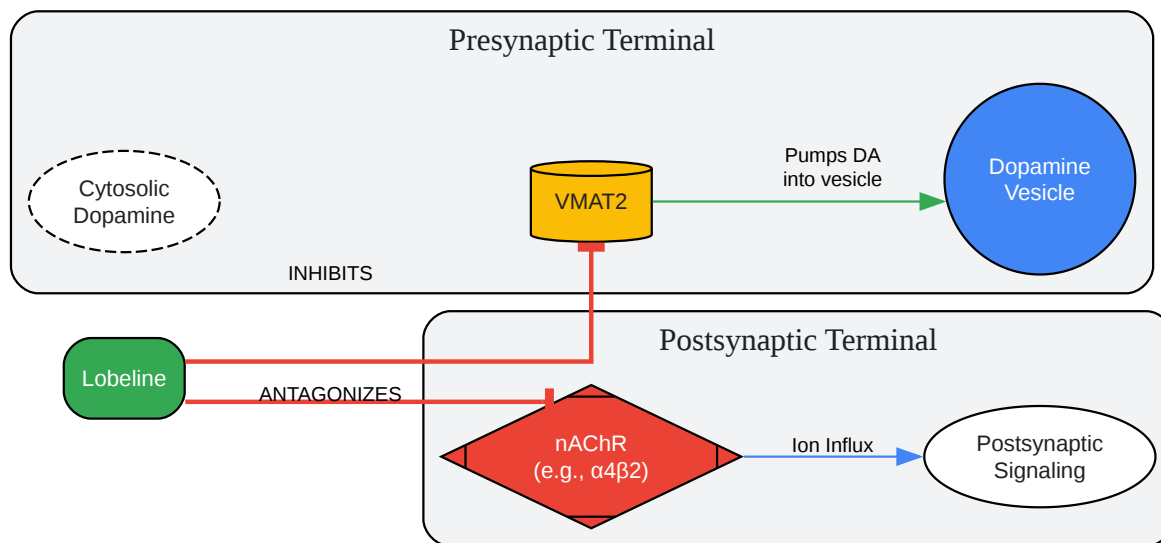 Presynaptic Terminal
Cytosolic
Dopamine
VMAT2
Pumps DA
into vesicle
Dopamine
Vesicle
INHIBITS
Postsynaptic Terminal
Lobeline
ANTAGONIZES
nAChR
(e.g., α4β2)
Ion Influx
Postsynaptic
Signaling